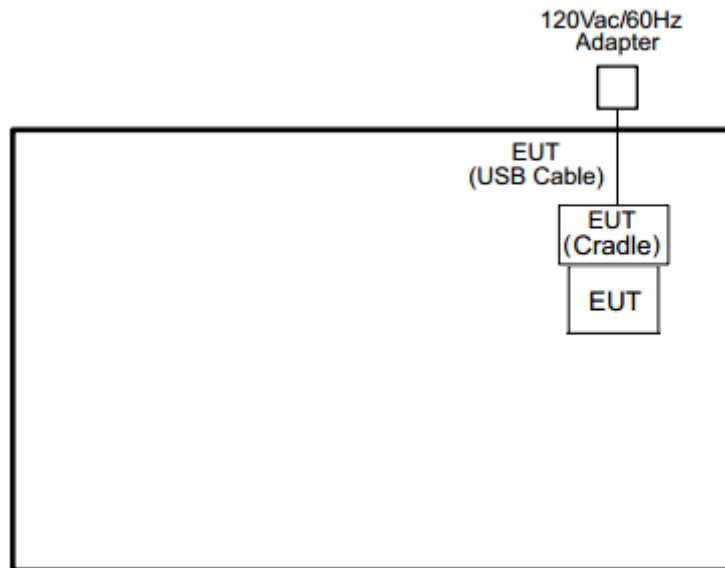 120Vac/60Hz
Adapter
EUT
(USB Cable)
EUT
(Cradle)
EUT